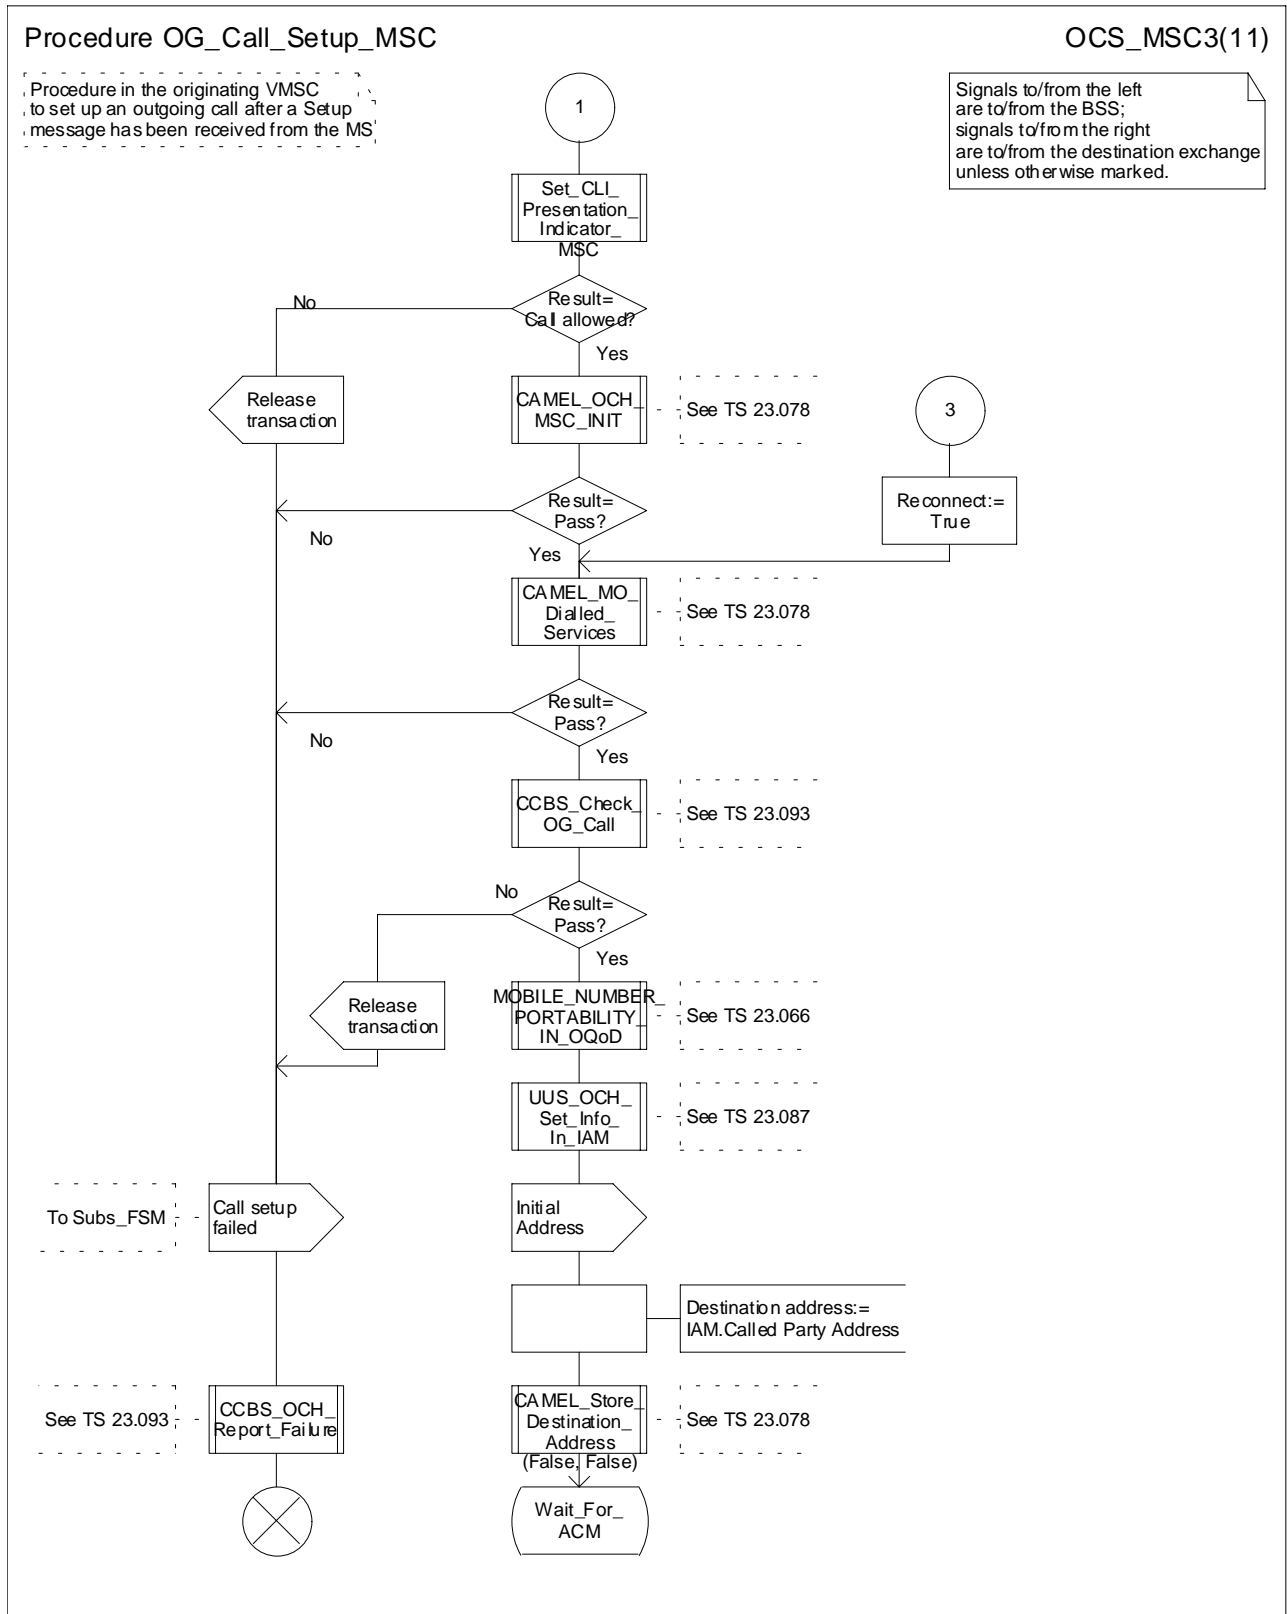 Procedure OG_Call_Setup_MSC
OCS_MSC3(11)
Procedure in the originating VMSC
to set up an outgoing call after a Setup
message has been received from the MS
1
Signals to/from the left
are to/from the BSS;
signals to/from the right
are to/from the destination exchange
unless otherwise marked.
Set_CLI_
Presentation_
Indicator_
MSC
No
Result=
Call allowed?
Yes
Release
transaction
CAMEL_OCH_
MSC_INIT
See TS 23.078
3
Result=
Pass?
No
Yes
Reconnect:=
True
CAMEL_MO_
Dialled_
Services
See TS 23.078
Result=
Pass?
No
Yes
CCBS_Check_
OG_Call
See TS 23.093
No
Result=
Pass?
Yes
Release
transaction
MOBILE_NUMBER_
PORTABILITY_
IN_OQoD
See TS 23.066
UUS_OCH_
Set_Info_
In_IAM
See TS 23.087
To Subs_FSM
Call setup
failed
Initial
Address
Destination address:=
IAM.Called Party Address
See TS 23.093
CCBS_OCH_
Report_Failure
CAMEL_Store_
Destination_
Address
(False, False)
See TS 23.078
Wait_For_
ACM